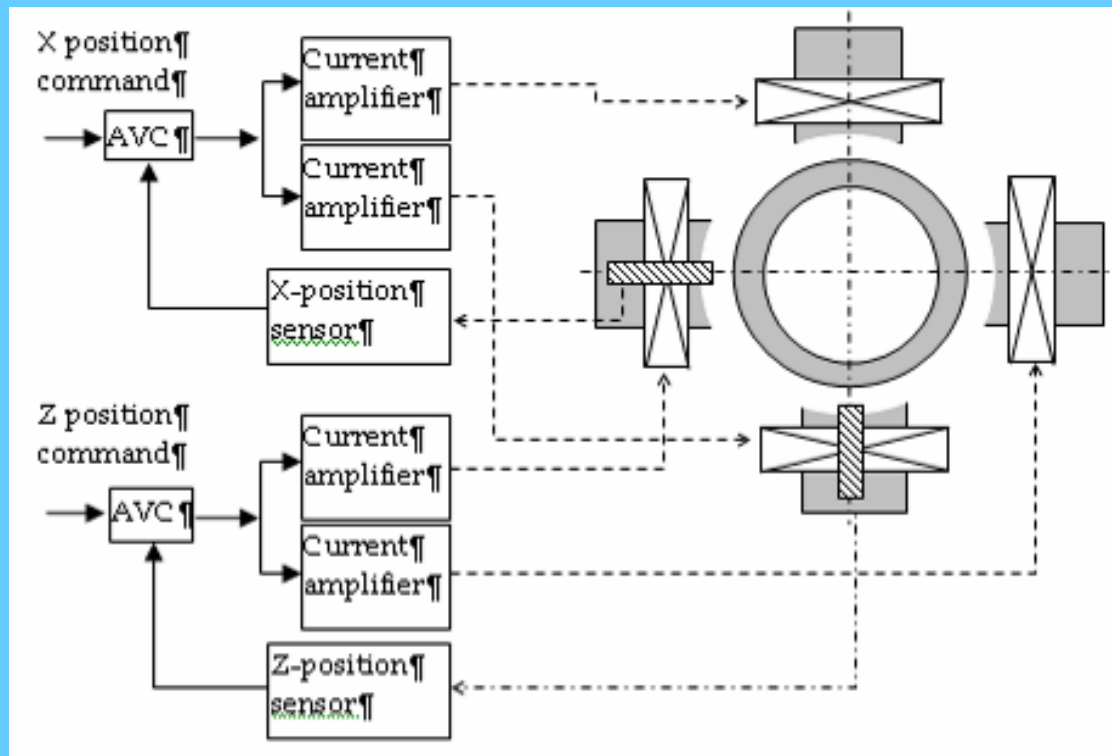 X position¶
command¶
AVC¶
Current¶
amplifier¶
Current¶
amplifier¶
X-position¶
sensor¶
Z position¶
command¶
AVC¶
Current¶
amplifier¶
Current¶
amplifier¶
Z-position¶
sensor¶